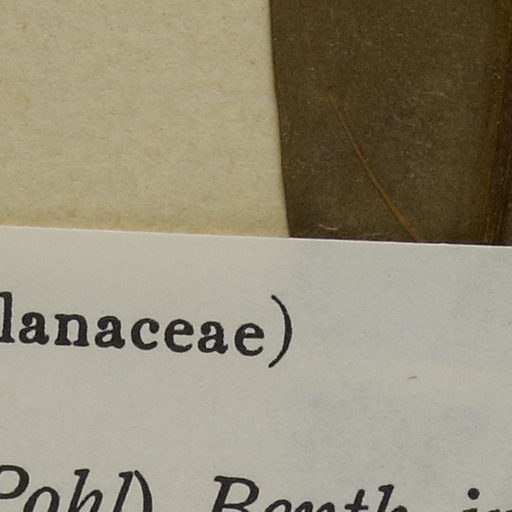 lanaceae)
Pohl) Benth. in